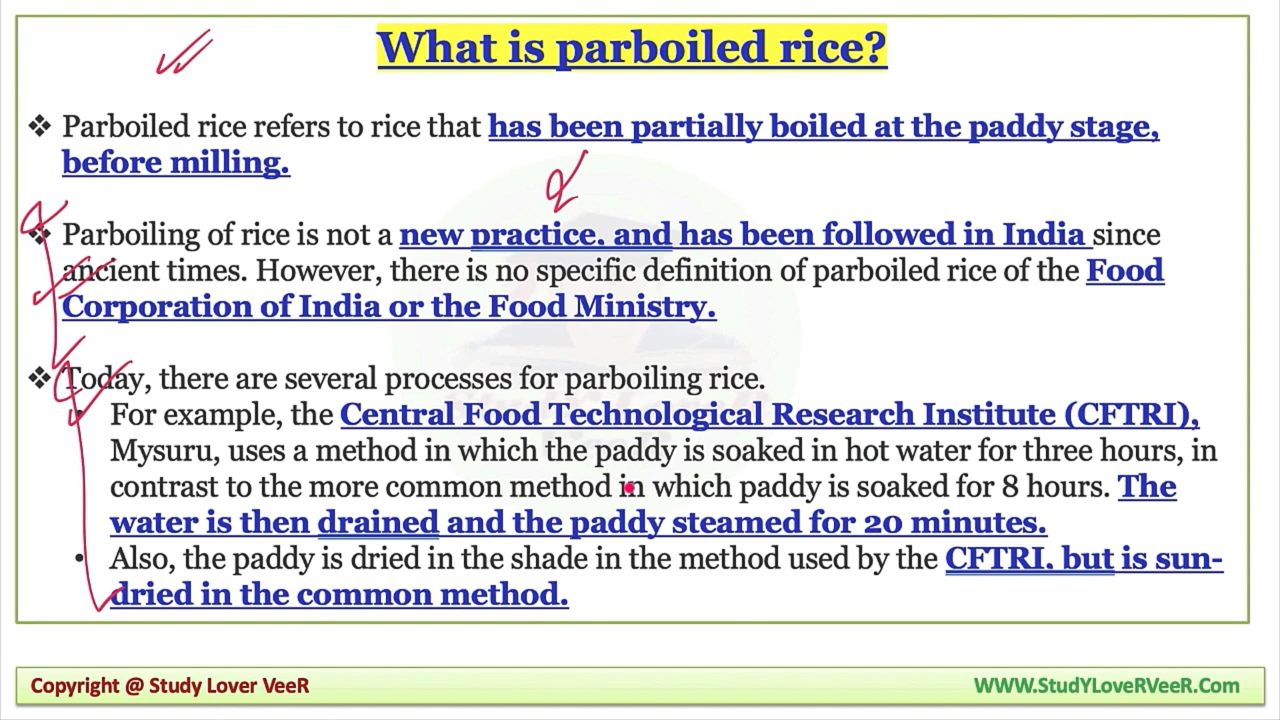 What is parboiled rice?
❖ Parboiled rice refers to rice that has been partially boiled at the paddy stage,
before milling.
❖ Parboiling of rice is not a new practice, and has been followed in India since
ancient times. However, there is no specific definition of parboiled rice of the Food
Corporation of India or the Food Ministry.
❖ Today, there are several processes for parboiling rice.
• For example, the Central Food Technological Research Institute (CFTRI),
Mysuru, uses a method in which the paddy is soaked in hot water for three hours, in
contrast to the more common method in which paddy is soaked for 8 hours. The
water is then drained and the paddy steamed for 20 minutes.
• Also, the paddy is dried in the shade in the method used by the CFTRI, but is sun-
dried in the common method.
Copyright @ Study Lover VeeR
WWW.StudYLoveRVeeR.Com